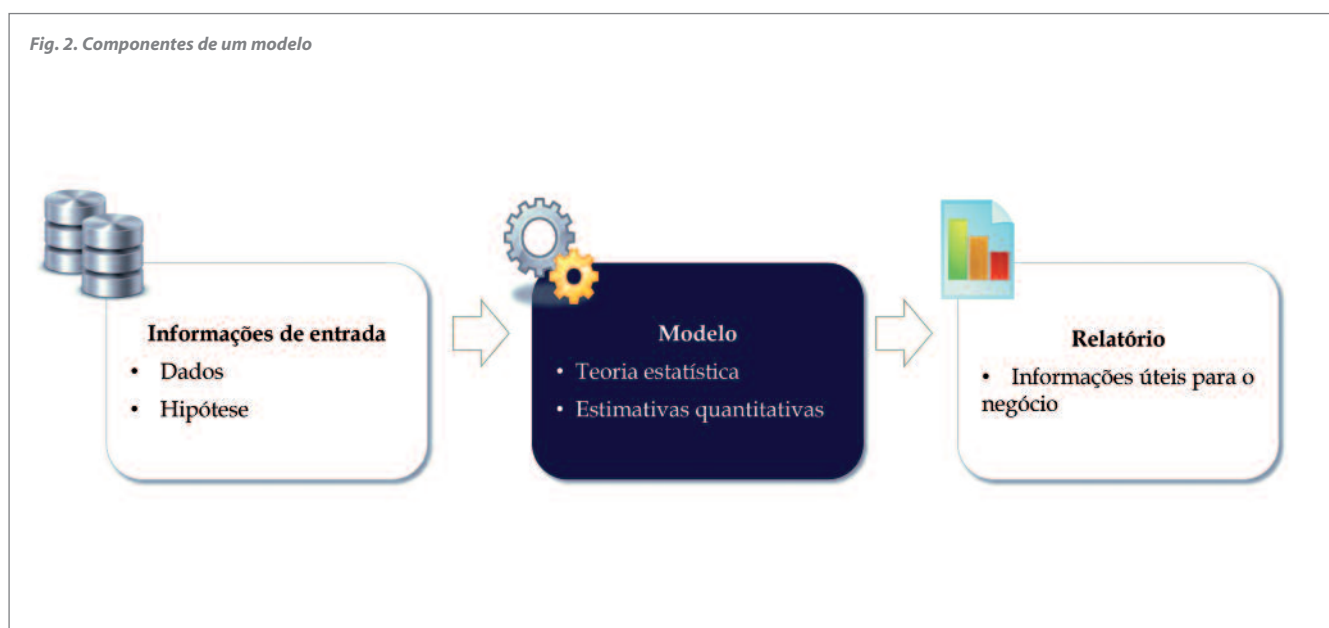 Fig. 2. Componentes de um modelo
Informações de entrada
• Dados
• Hipótese
Modelo
• Teoria estatística
• Estimativas quantitativas
Relatório
• Informações úteis para o
negócio